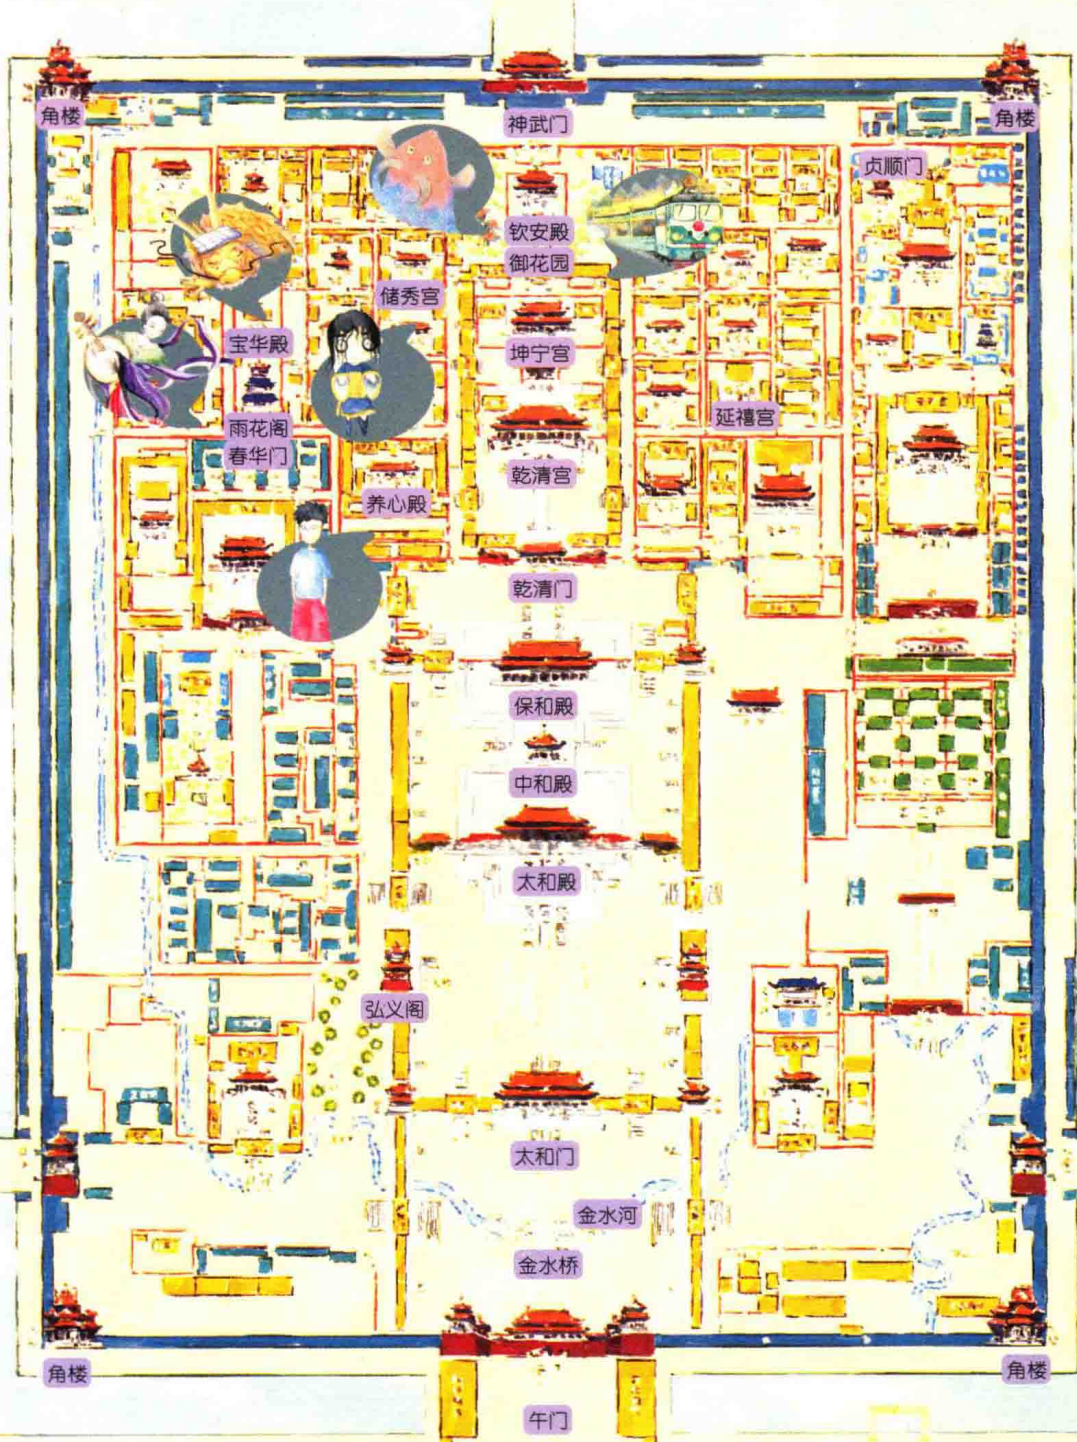 角楼
神武门
角楼
贞顺门
钦安殿
御花园
储秀宫
宝华殿
坤宁宫
延禧宫
雨花阁
春华门
乾清宫
养心殿
乾清门
保和殿
中和殿
太和殿
弘义阁
太和门
金水河
金水桥
角楼
角楼
午门